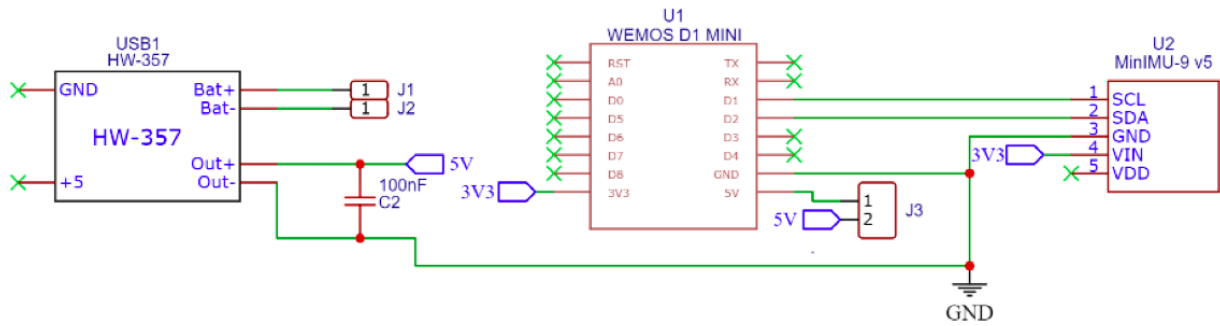 USB1
HW-357
GND
+5
HW-357
Bat+
Bat-
Out+
Out-
1
1
J1
J2
5V
100nF
C2
U1
WEMOS D1 MINI
RST
A0
D0
D5
D6
D7
D8
3V3
3V3
TX
RX
D1
D2
D3
D4
GND
5V
5V
1
2
J3
U2
MinIMU-9 v5
1 SCL
2 SDA
3 GND
4 VIN
5 VDD
3V3
GND